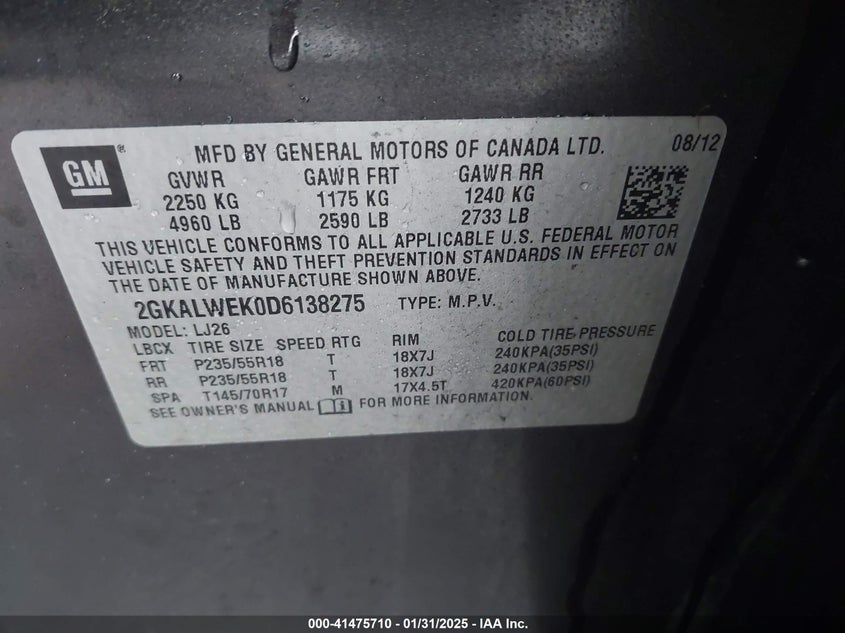 GM®
MFD BY GENERAL MOTORS OF CANADA LTD. 08/12
GVWR GAWR FRT GAWR RR
2250 KG 1175 KG 1240 KG
4960 LB 2590 LB 2733 LB
THIS VEHICLE CONFORMS TO ALL APPLICABLE U.S. FEDERAL MOTOR
VEHICLE SAFETY AND THEFT PREVENTION STANDARDS IN EFFECT ON
THE DATE OF MANUFACTURE SHOWN ABOVE.
2GKALWEK0D6138275 TYPE: M.P.V.
MODEL: LJ26
LBCX TIRE SIZE SPEED RTG RIM COLD TIRE PRESSURE
FRT P235/55R18 T 18X7J 240KPA(35PSI)
RR P235/55R18 T 18X7J 240KPA(35PSI)
SPA T145/70R17 M 17X4.5T 420KPA(60PSI)
SEE OWNER'S MANUAL FOR MORE INFORMATION.
000-41475710 - 01/31/2025 - IAA Inc.